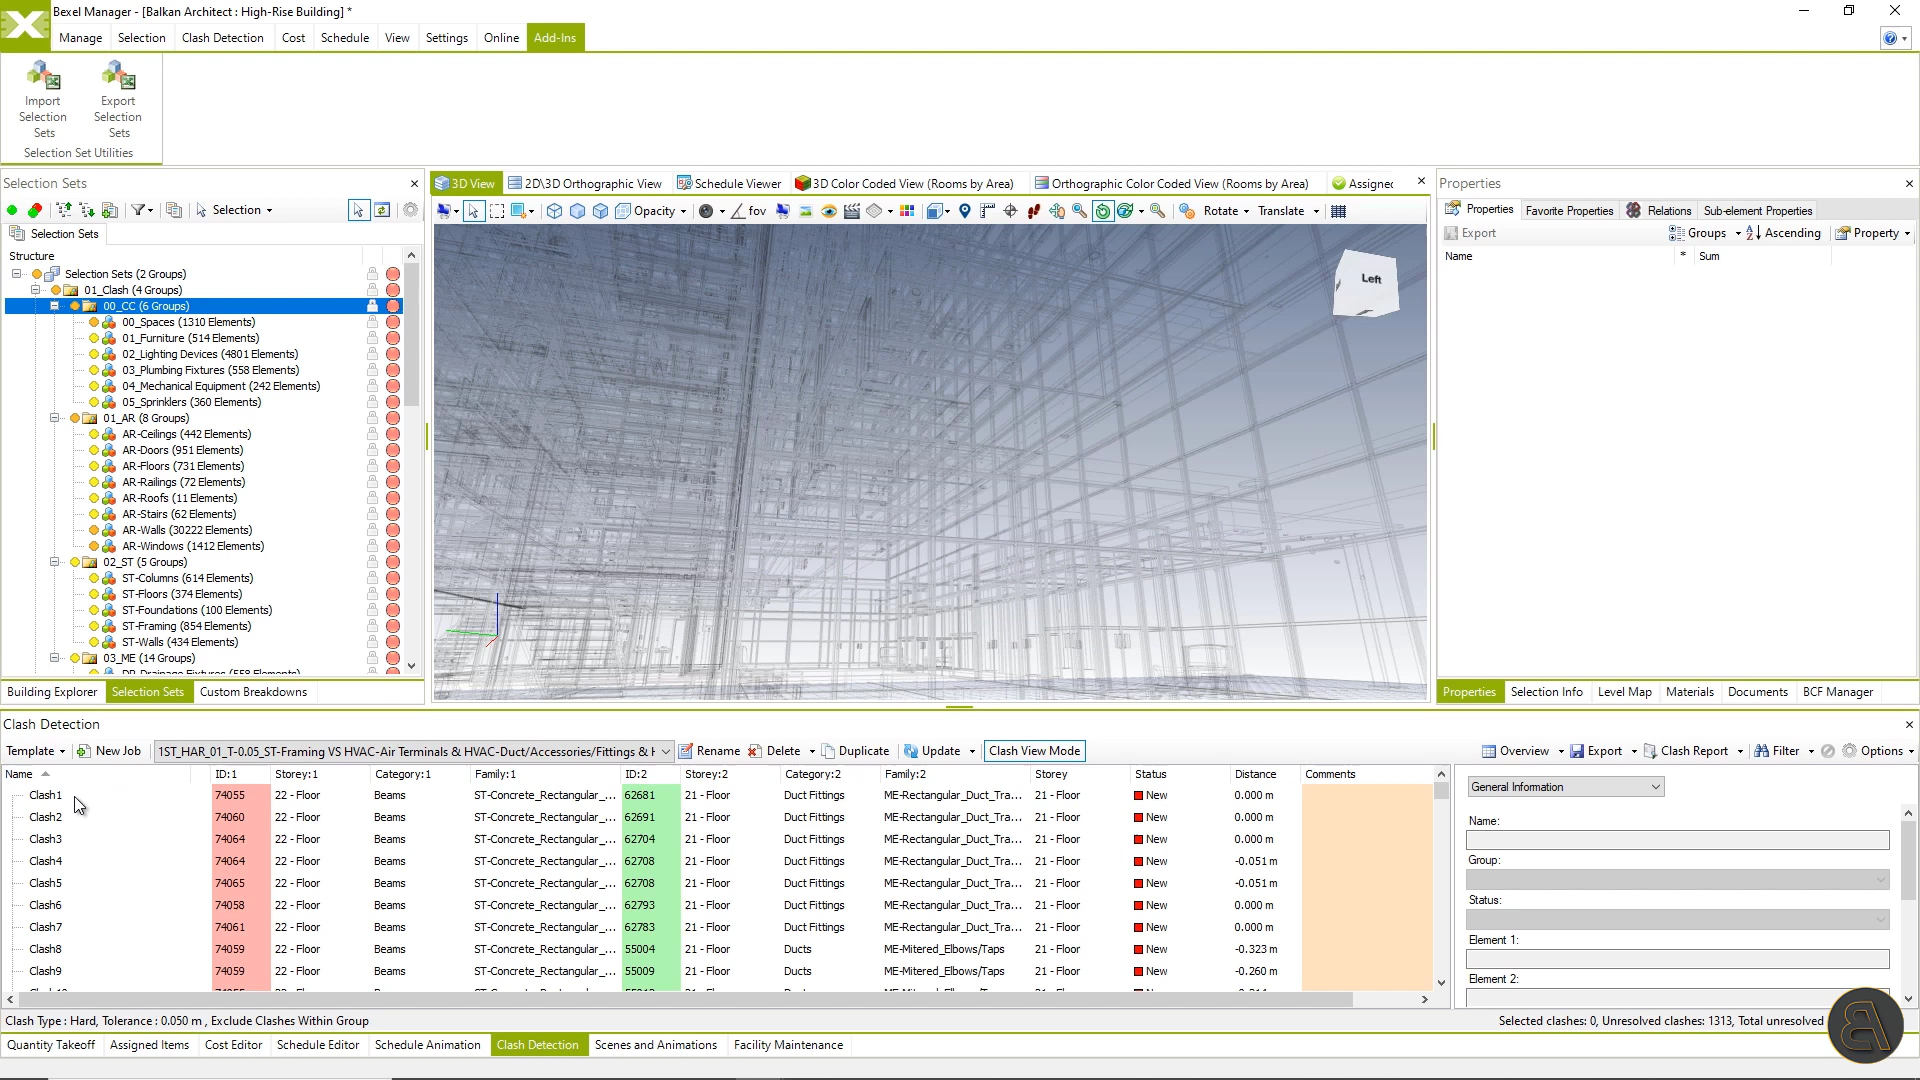 Bexel Manager - [Balkan Architect : High-Rise Building] *
Manage Selection Clash Detection Cost Schedule View Settings Online Add-Ins
Import Selection Sets
Export Selection Sets
Selection Set Utilities
Selection Sets
Selection
Selection Sets
Structure
Selection Sets (2 Groups)
01_Clash (4 Groups)
00_CC (6 Groups)
00_Spaces (1310 Elements)
01_Furniture (514 Elements)
02_Lighting Devices (4801 Elements)
03_Plumbing Fixtures (558 Elements)
04_Mechanical Equipment (242 Elements)
05_Sprinklers (360 Elements)
01_AR (8 Groups)
AR-Ceilings (442 Elements)
AR-Doors (951 Elements)
AR-Floors (731 Elements)
AR-Railings (72 Elements)
AR-Roofs (11 Elements)
AR-Stairs (62 Elements)
AR-Walls (30222 Elements)
AR-Windows (1412 Elements)
02_ST (5 Groups)
ST-Columns (614 Elements)
ST-Floors (374 Elements)
ST-Foundations (100 Elements)
ST-Framing (854 Elements)
ST-Walls (434 Elements)
03_ME (14 Groups)
Building Explorer Selection Sets Custom Breakdowns
3D View 2D\3D Orthographic View Schedule Viewer 3D Color Coded View (Rooms by Area) Orthographic Color Coded View (Rooms by Area) Assigned
Opacity fov Rotate Translate
Left
Properties
Properties Favorite Properties Relations Sub-element Properties
Export Groups Ascending Property
Name * Sum
Properties Selection Info Level Map Materials Documents BCF Manager
Clash Detection
Template New Job 1ST_HAR_01_T-0.05_ST-Framing VS HVAC-Air Terminals & HVAC-Duct/Accessories/Fittings & Rename Delete Duplicate Update Clash View Mode Overview Export Clash Report Filter Options
Name ID:1 Storey:1 Category:1 Family:1 ID:2 Storey:2 Category:2 Family:2 Storey Status Distance Comments
Clash1 74055 22 - Floor Beams ST-Concrete_Rectangular_... 62681 21 - Floor Duct Fittings ME-Rectangular_Duct_Tra... 21 - Floor New 0.000 m
Clash2 74060 22 - Floor Beams ST-Concrete_Rectangular_... 62691 21 - Floor Duct Fittings ME-Rectangular_Duct_Tra... 21 - Floor New 0.000 m
Clash3 74064 22 - Floor Beams ST-Concrete_Rectangular_... 62704 21 - Floor Duct Fittings ME-Rectangular_Duct_Tra... 21 - Floor New 0.000 m
Clash4 74064 22 - Floor Beams ST-Concrete_Rectangular_... 62708 21 - Floor Duct Fittings ME-Rectangular_Duct_Tra... 21 - Floor New -0.051 m
Clash5 74065 22 - Floor Beams ST-Concrete_Rectangular_... 62708 21 - Floor Duct Fittings ME-Rectangular_Duct_Tra... 21 - Floor New -0.051 m
Clash6 74058 22 - Floor Beams ST-Concrete_Rectangular_... 62793 21 - Floor Duct Fittings ME-Rectangular_Duct_Tra... 21 - Floor New 0.000 m
Clash7 74061 22 - Floor Beams ST-Concrete_Rectangular_... 62783 21 - Floor Duct Fittings ME-Rectangular_Duct_Tra... 21 - Floor New 0.000 m
Clash8 74059 22 - Floor Beams ST-Concrete_Rectangular_... 55004 21 - Floor Ducts ME-Mitered_Elbows/Taps 21 - Floor New -0.323 m
Clash9 74059 22 - Floor Beams ST-Concrete_Rectangular_... 55009 21 - Floor Ducts ME-Mitered_Elbows/Taps 21 - Floor New -0.260 m
General Information
Name:
Group:
Status:
Element 1:
Element 2:
Clash Type : Hard, Tolerance : 0.050 m , Exclude Clashes Within Group
Selected clashes: 0, Unresolved clashes: 1313, Total unresolved
Quantity Takeoff Assigned Items Cost Editor Schedule Editor Schedule Animation Clash Detection Scenes and Animations Facility Maintenance